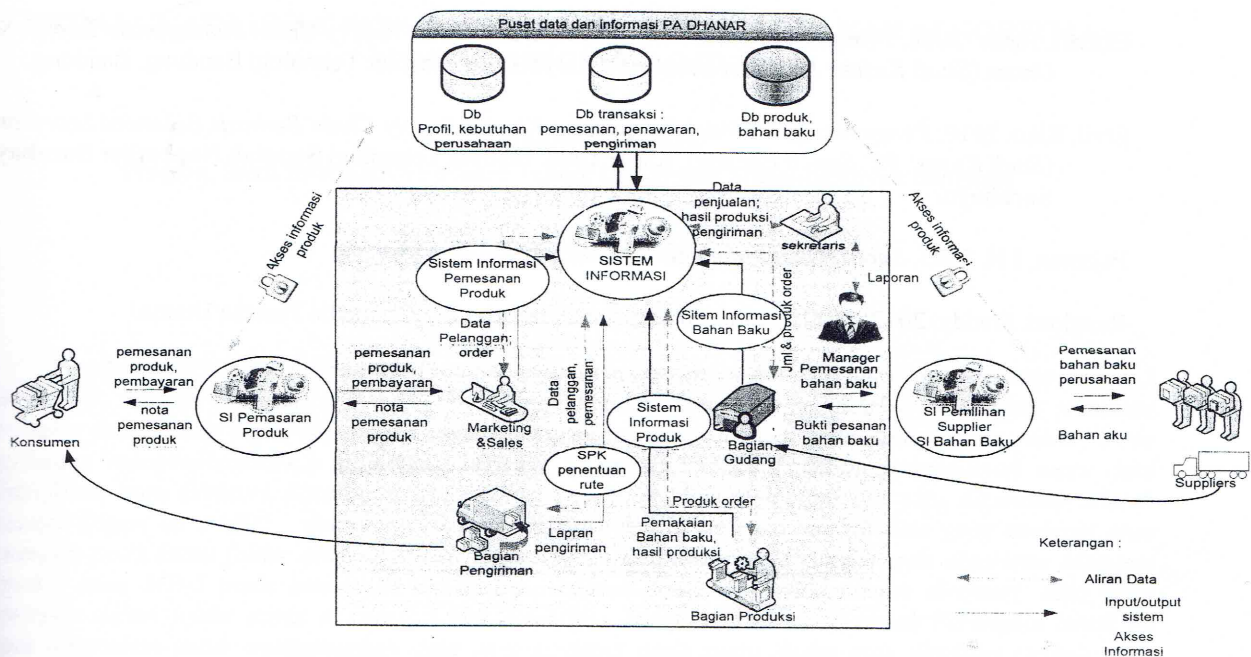 Pusat data dan informasi PA DHANAR
Db
Profil, kebutuhan
perusahaan
Db transaksi :
pemesanan, penawaran,
pengiriman
Db produk,
bahan baku
Akses informasi
produk
Akses informasi
produk
Data
penjualan;
hasil produksi
pengiriman
sekretaris
SISTEM
INFORMASI
Sistem Informasi
Pemesanan
Produk
Laporan
Sitem Informasi
Bahan Baku
Jml & produk order
Manager
Data
Pelanggan;
order
pemesanan
produk,
pembayaran
nota
pemesanan
produk
Konsumen
SI Pemasaran
Produk
pemesanan
produk,
pembayaran
nota
pemesanan
produk
Marketing
&Sales
Data
pelanggan,
pemesanan
Sistem
Informasi
Produk
Bagian
Gudang
Pemesanan
bahan baku
Bukti pesanan
bahan baku
SI Pemilihan
Supplier
SI Bahan Baku
Pemesanan
bahan baku
perusahaan
Bahan aku
Suppliers
SPK
penentuan
rute
Lapran
pengiriman
Bagian
Pengiriman
Produk order
Pemakaian
Bahan baku,
hasil produksi
Bagian Produksi
Keterangan :
Aliran Data
Input/output
sistem
Akses
Informasi